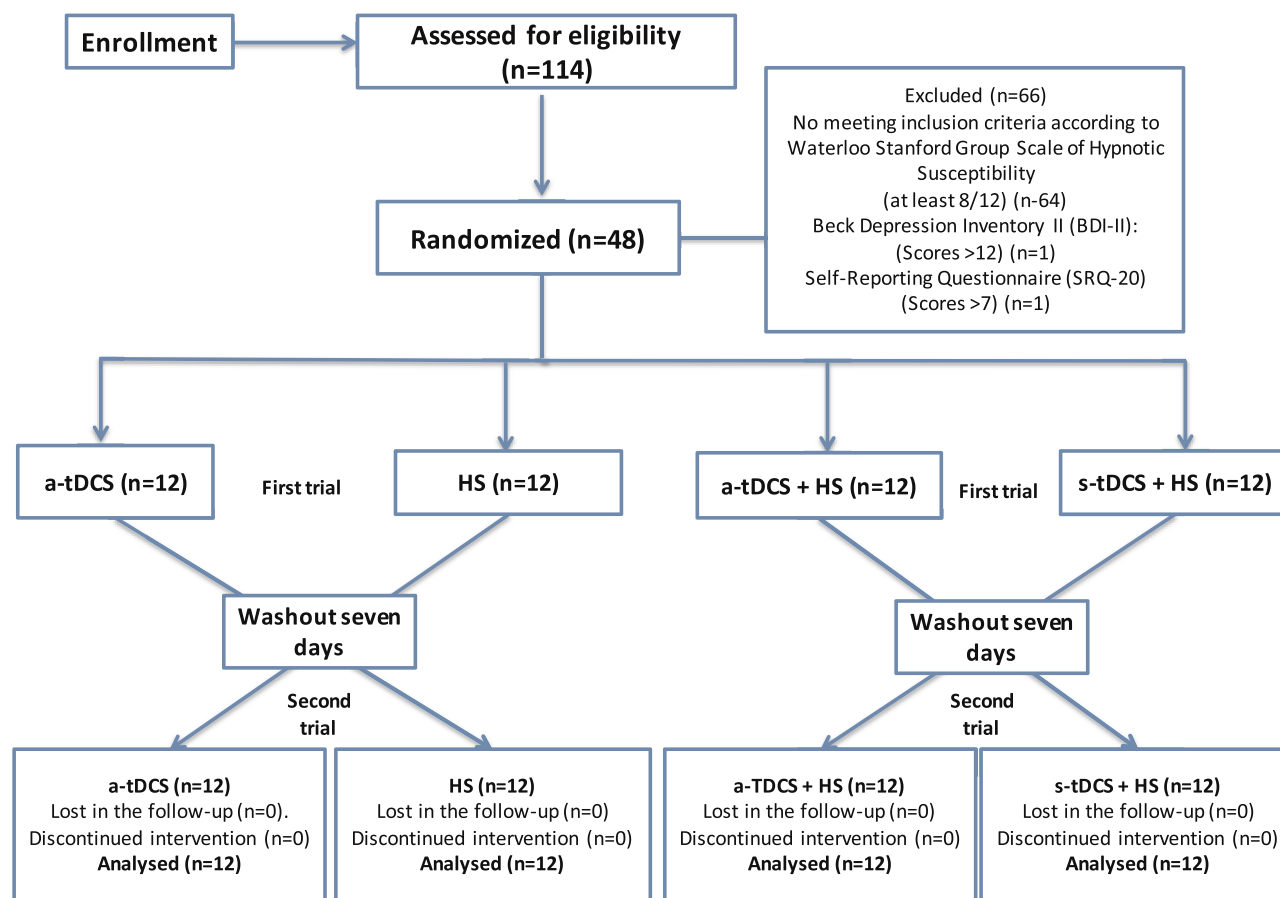 Enrollment
Assessed for eligibility
(n=114)
Excluded (n=66)
No meeting inclusion criteria according to
Waterloo Stanford Group Scale of Hypnotic
Susceptibility
(at least 8/12) (n-64)
Beck Depression Inventory II (BDI-II):
(Scores >12) (n=1)
Self-Reporting Questionnaire (SRQ-20)
(Scores >7) (n=1)
Randomized (n=48)
a-tDCS (n=12)
First trial
HS (n=12)
a-tDCS + HS (n=12)
First trial
s-tDCS + HS (n=12)
Washout seven
days
Washout seven
days
Second
trial
Second
trial
a-tDCS (n=12)
Lost in the follow-up (n=0).
Discontinued intervention (n=0)
Analysed (n=12)
HS (n=12)
Lost in the follow-up (n=0)
Discontinued intervention (n=0)
Analysed (n=12)
a-TDCS + HS (n=12)
Lost in the follow-up (n=0)
Discontinued intervention (n=0)
Analysed (n=12)
s-tDCS + HS (n=12)
Lost in the follow-up (n=0)
Discontinued intervention (n=0)
Analysed (n=12)